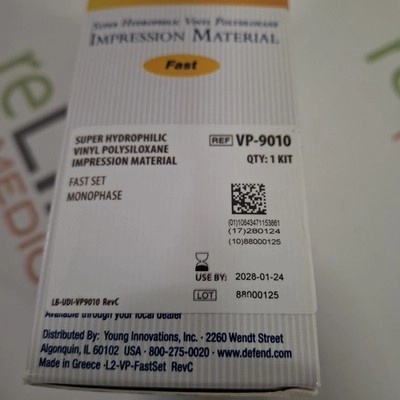 SUPER HYDROPHILIC VINYL POLYSILOXANE
IMPRESSION MATERIAL
Fast
SUPER HYDROPHILIC
VINYL POLYSILOXANE
IMPRESSION MATERIAL
FAST SET
MONOPHASE
REF VP-9010
QTY: 1 KIT
(01)10843471153861
(17)280124
(10)88000125
USE BY: 2028-01-24
LOT 88000125
LB-UDI-VP9010 RevC
Available through your local dealer
Distributed By: Young Innovations, Inc. · 2260 Wendt Street
Algonquin, IL 60102 USA · 800-275-0020 · www.defend.com
Made in Greece · L2-VP-FastSet RevC